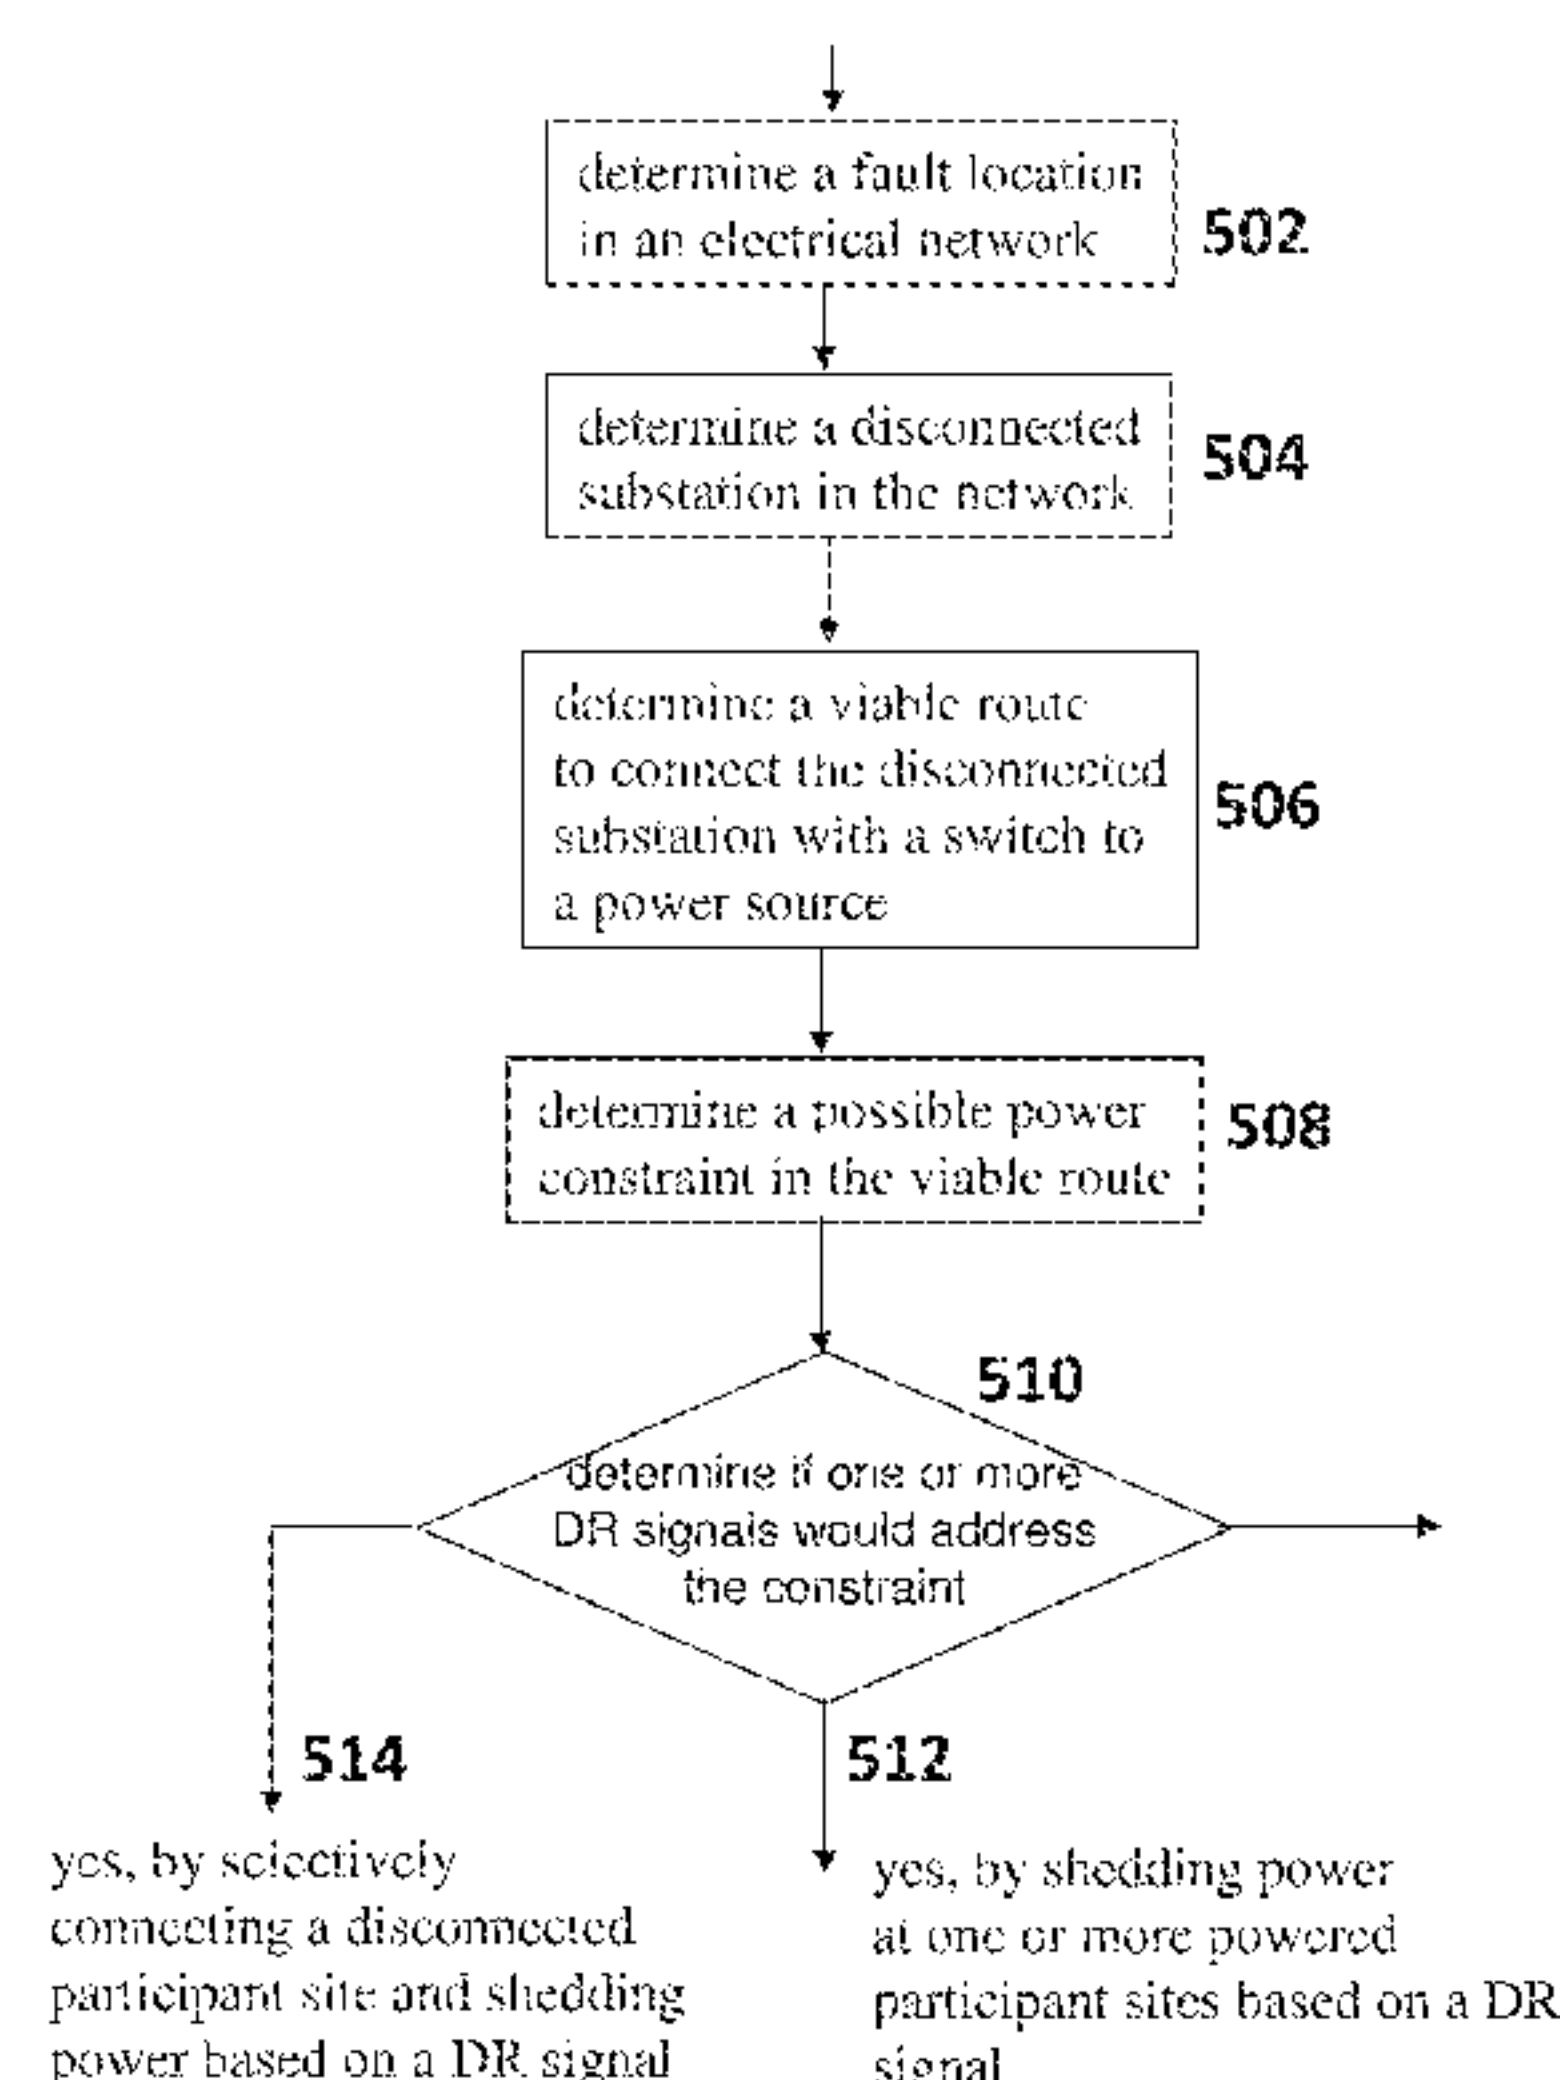 determine a fault location
in an electrical network
502
determine a disconnected
substation in the network
504
determine a viable route
to connect the disconnected
substation with a switch to
a power source
506
determine a possible power
constraint in the viable route
508
510
determine if one or more
DR signals would address
the constraint
514
512
yes, by selectively
connecting a disconnected
participant site and shedding
power based on a DR signal
yes, by shedding power
at one or more powered
participant sites based on a DR
signal